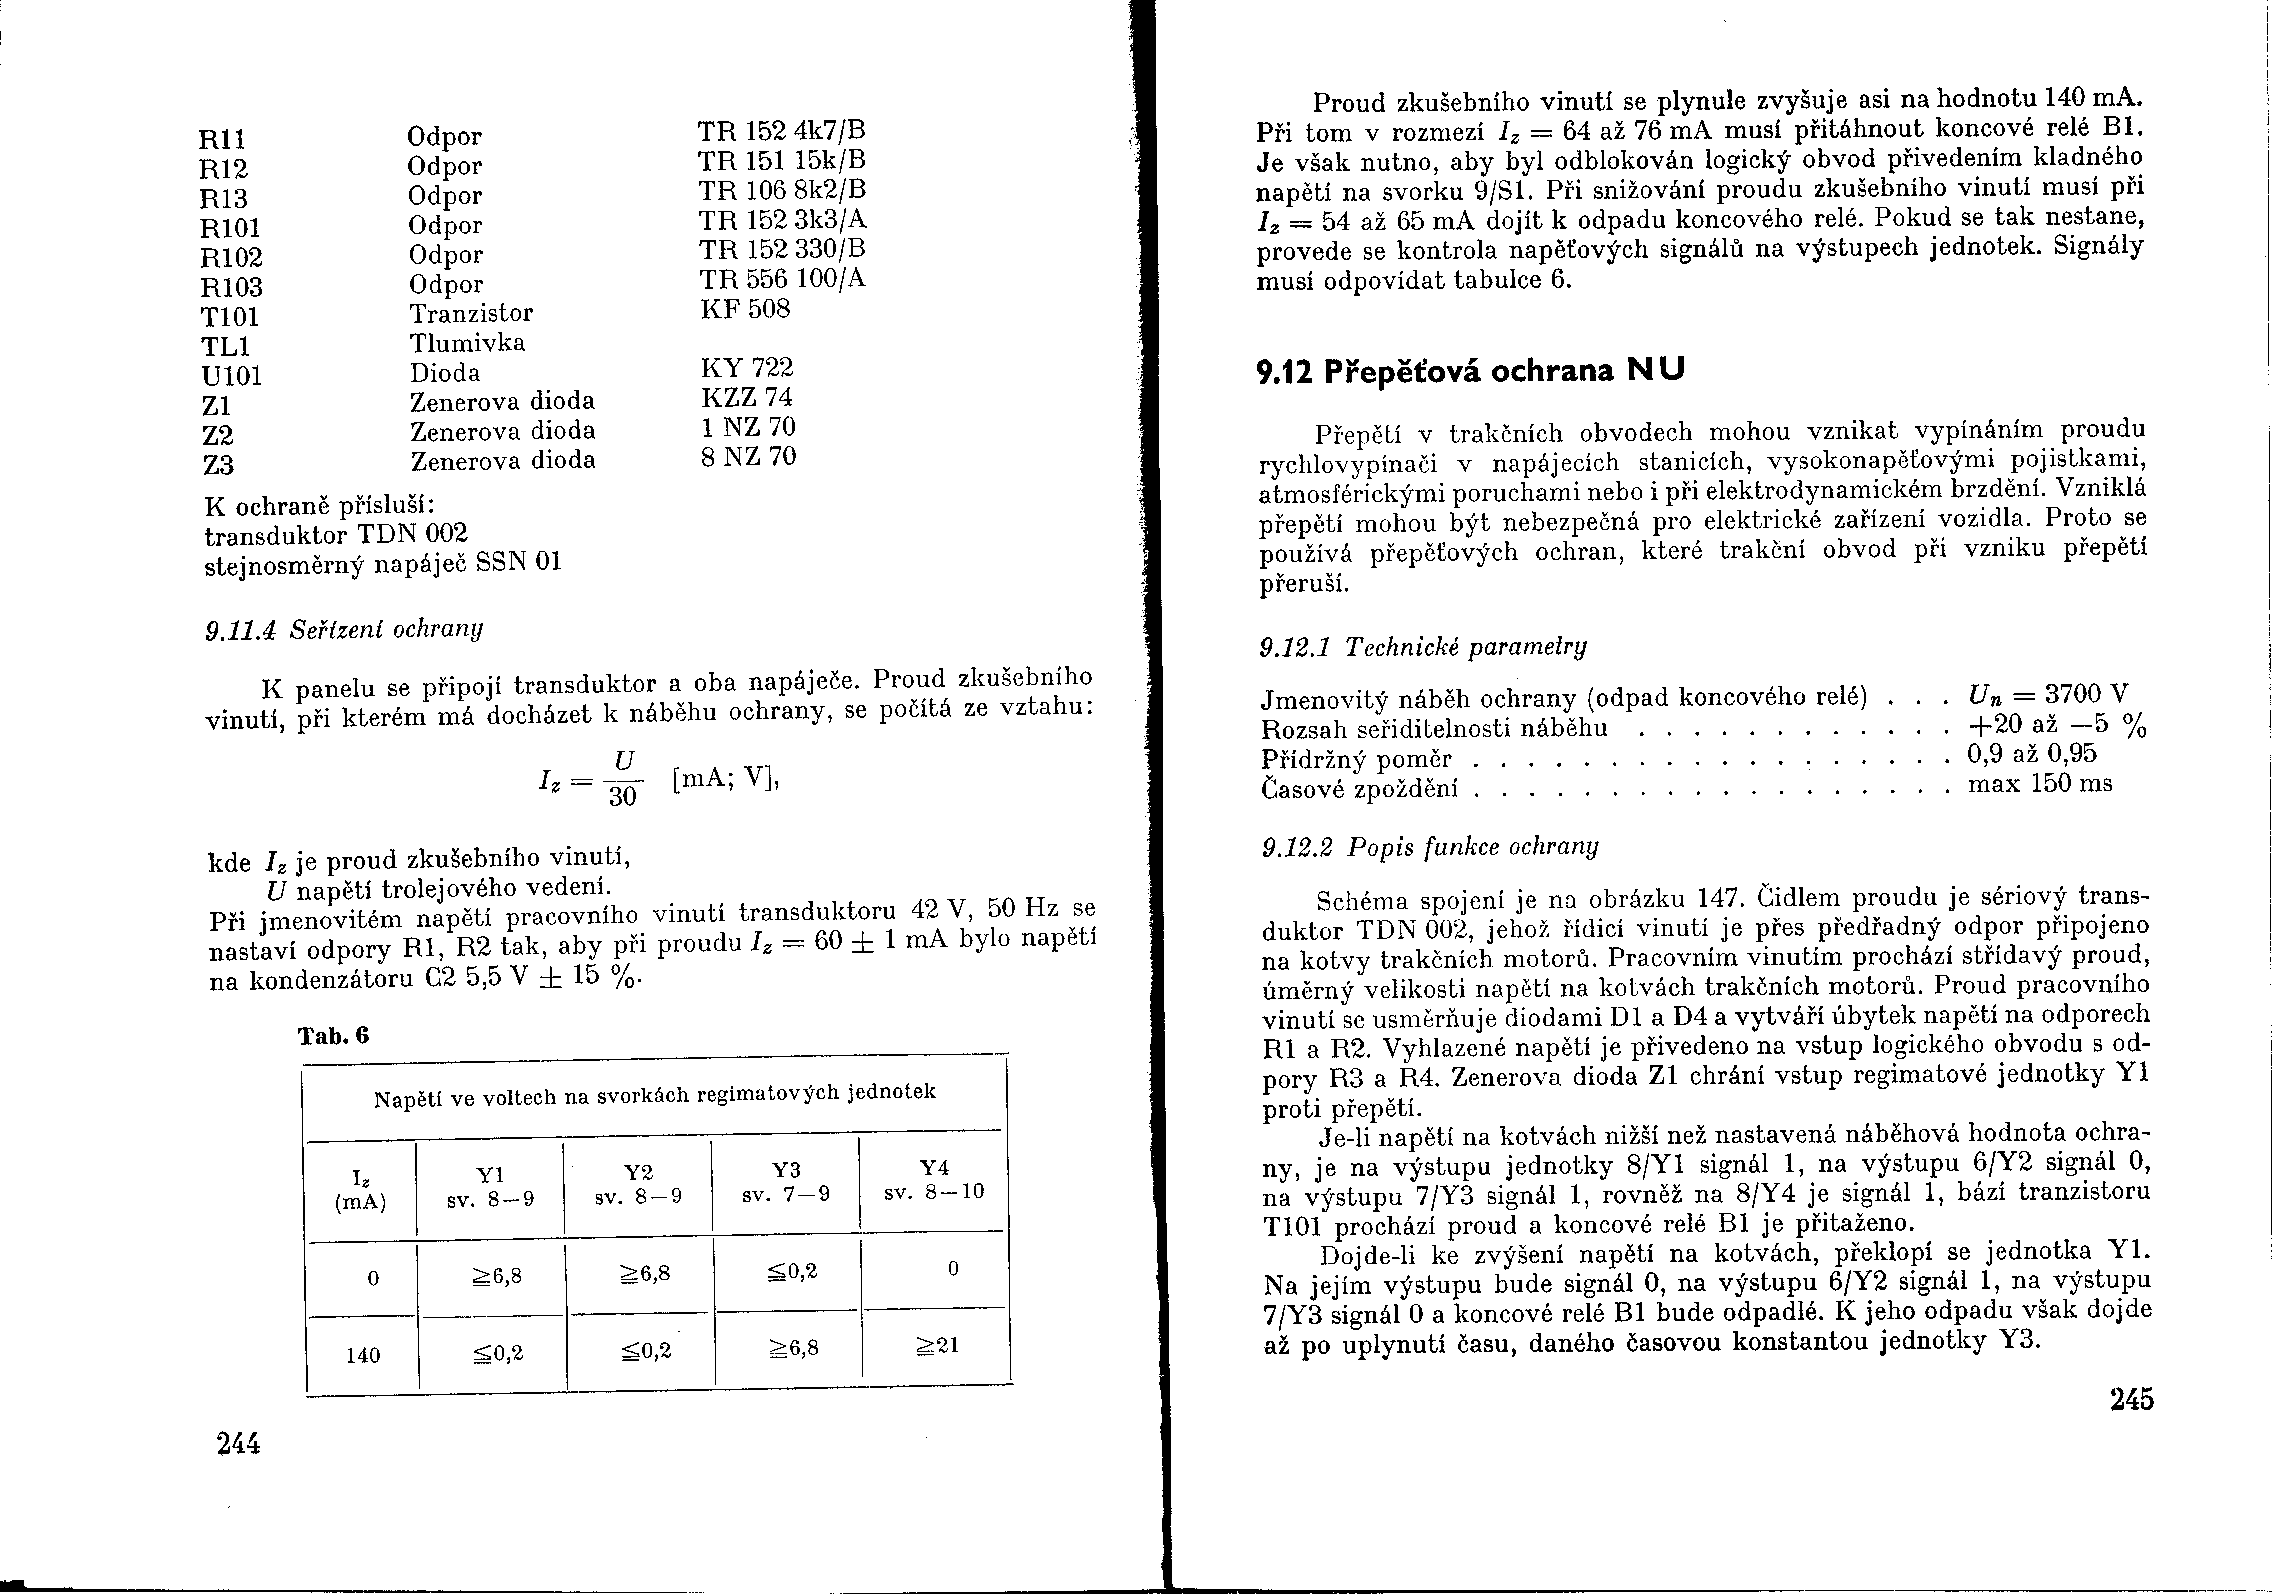 R11 Odpor TR 152 4k7/B
R12 Odpor TR 151 15k/B
R13 Odpor TR 106 8k2/B
R101 Odpor TR 152 3k3/A
R102 Odpor TR 152 330/B
R103 Odpor TR 556 100/A
T101 Tranzistor KF 508
TL1 Tlumivka
U101 Dioda KY 722
Z1 Zenerova dioda KZZ 74
Z2 Zenerova dioda 1 NZ 70
Z3 Zenerova dioda 8 NZ 70
K ochraně přísluší:
transduktor TDN 002
stejnosměrný napáječ SSN 01
9.11.4 Seřízení ochrany
K panelu se připojí transduktor a oba napáječe. Proud zkušebního
vinutí, při kterém má docházet k náběhu ochrany, se počítá ze vztahu:
Iz = U/30 [mA; V],
kde Iz je proud zkušebního vinutí,
U napětí trolejového vedení.
Při jmenovitém napětí pracovního vinutí transduktoru 42 V, 50 Hz se
nastaví odpory R1, R2 tak, aby při proudu Iz = 60 ± 1 mA bylo napětí
na kondenzátoru C2 5,5 V ± 15 %.
Tab. 6
Napětí ve voltech na svorkách regimatových jednotek
Iz Y1 Y2 Y3 Y4
(mA) sv. 8—9 sv. 8—9 sv. 7—9 sv. 8—10
0 ≧6,8 ≧6,8 ≦0,2 0
140 ≦0,2 ≦0,2 ≧6,8 ≧21
244
Proud zkušebního vinutí se plynule zvyšuje asi na hodnotu 140 mA.
Při tom v rozmezí Iz = 64 až 76 mA musí přitáhnout koncové relé B1.
Je však nutno, aby byl odblokován logický obvod přivedením kladného
napětí na svorku 9/S1. Při snižování proudu zkušebního vinutí musí při
Iz = 54 až 65 mA dojít k odpadu koncového relé. Pokud se tak nestane,
provede se kontrola napěťových signálů na výstupech jednotek. Signály
musí odpovídat tabulce 6.
9.12 Přepěťová ochrana NU
Přepětí v trakčních obvodech mohou vznikat vypínáním proudu
rychlovypínači v napájecích stanicích, vysokonapěťovými pojistkami,
atmosférickými poruchami nebo i při elektrodynamickém brzdění. Vzniklá
přepětí mohou být nebezpečná pro elektrické zařízení vozidla. Proto se
používá přepěťových ochran, které trakční obvod při vzniku přepětí
přeruší.
9.12.1 Technické parametry
Jmenovitý náběh ochrany (odpad koncového relé) . . . Un = 3700 V
Rozsah seřiditelnosti náběhu . . . . . . . . . . . . +20 až —5 %
Přídržný poměr . . . . . . . . . . . . . . . . . . 0,9 až 0,95
Časové zpoždění . . . . . . . . . . . . . . . . . . max 150 ms
9.12.2 Popis funkce ochrany
Schéma spojení je na obrázku 147. Čidlem proudu je sériový trans-
duktor TDN 002, jehož řídicí vinutí je přes předřadný odpor připojeno
na kotvy trakčních motorů. Pracovním vinutím prochází střídavý proud,
úměrný velikosti napětí na kotvách trakčních motorů. Proud pracovního
vinutí se usměrňuje diodami D1 a D4 a vytváří úbytek napětí na odporech
R1 a R2. Vyhlazené napětí je přivedeno na vstup logického obvodu s od-
pory R3 a R4. Zenerova dioda Z1 chrání vstup regimatové jednotky Y1
proti přepětí.
Je-li napětí na kotvách nižší než nastavená náběhová hodnota ochra-
ny, je na výstupu jednotky 8/Y1 signál 1, na výstupu 6/Y2 signál 0,
na výstupu 7/Y3 signál 1, rovněž na 8/Y4 je signál 1, bází tranzistoru
T101 prochází proud a koncové relé B1 je přitaženo.
Dojde-li ke zvýšení napětí na kotvách, překlopí se jednotka Y1.
Na jejím výstupu bude signál 0, na výstupu 6/Y2 signál 1, na výstupu
7/Y3 signál 0 a koncové relé B1 bude odpadlé. K jeho odpadu však dojde
až po uplynutí času, daného časovou konstantou jednotky Y3.
245